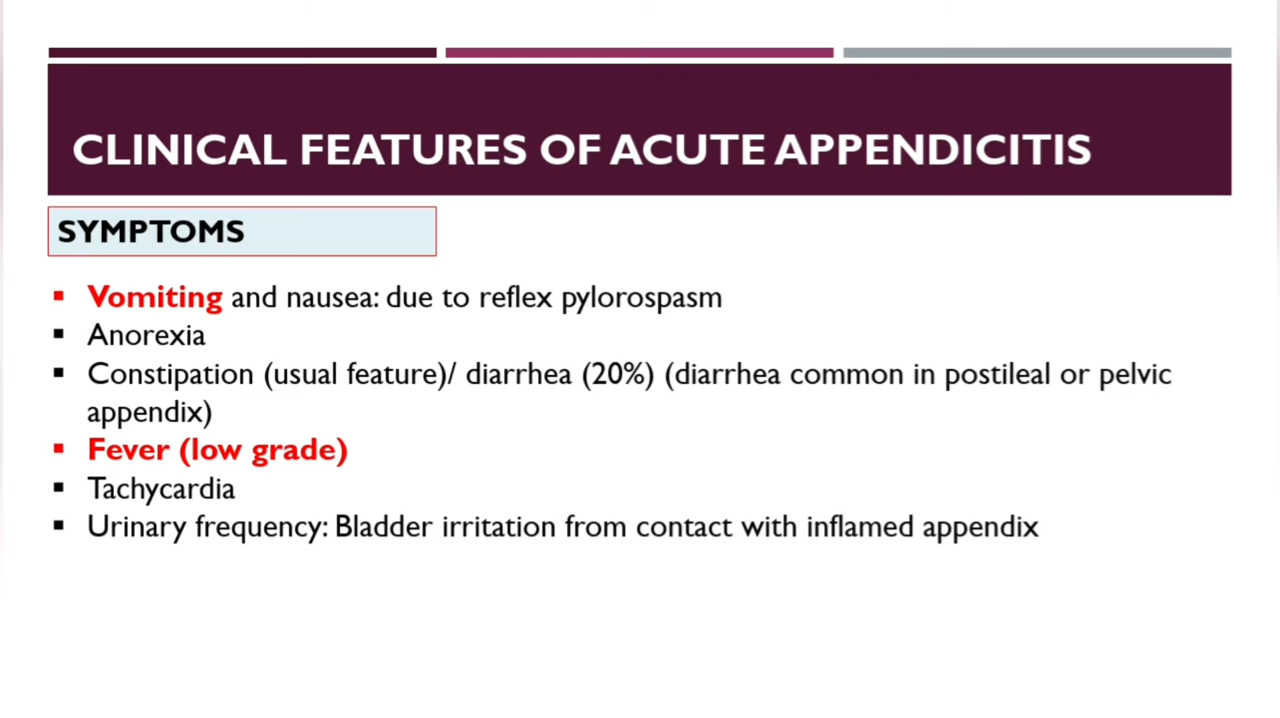 CLINICAL FEATURES OF ACUTE APPENDICITIS
SYMPTOMS
▪ Vomiting and nausea: due to reflex pylorospasm
▪ Anorexia
▪ Constipation (usual feature)/ diarrhea (20%) (diarrhea common in postileal or pelvic
appendix)
▪ Fever (low grade)
▪ Tachycardia
▪ Urinary frequency: Bladder irritation from contact with inflamed appendix